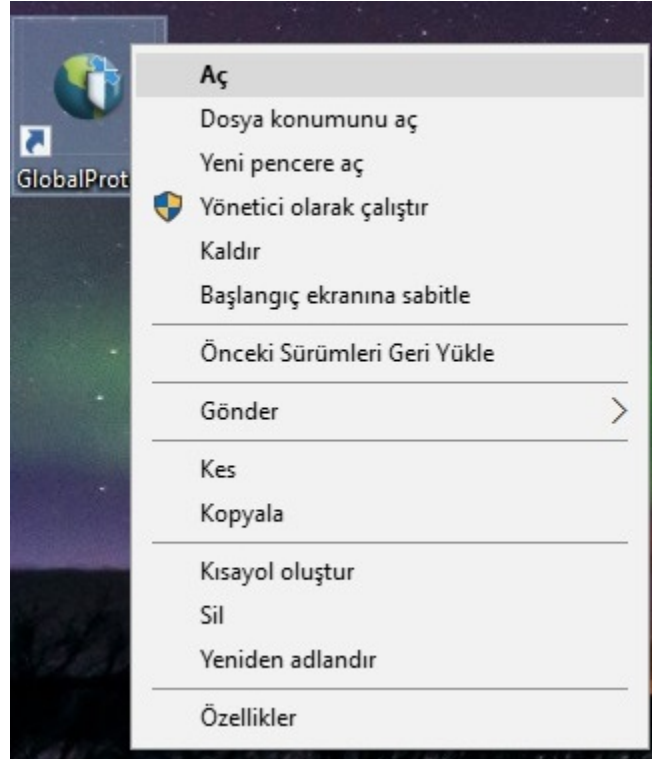 GlobalProt
Aç
Dosya konumunu aç
Yeni pencere aç
Yönetici olarak çalıştır
Kaldır
Başlangıç ekranına sabitle
Önceki Sürümleri Geri Yükle
Gönder
Kes
Kopyala
Kısayol oluştur
Sil
Yeniden adlandır
Özellikler